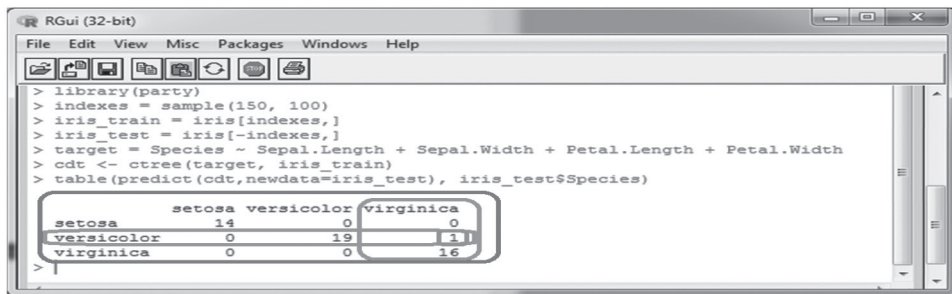 RGui (32-bit)
File Edit View Misc Packages Windows Help
STOP
> library(party)
> indexes = sample(150, 100)
> iris_train = iris[indexes,]
> iris_test = iris[-indexes,]
> target = Species ~ Sepal.Length + Sepal.Width + Petal.Length + Petal.Width
> cdt <- ctree(target, iris_train)
> table(predict(cdt,newdata=iris_test), iris_test$Species)
setosa versicolor virginica
setosa 14 0 0
versicolor 0 19 1
virginica 0 0 16
>